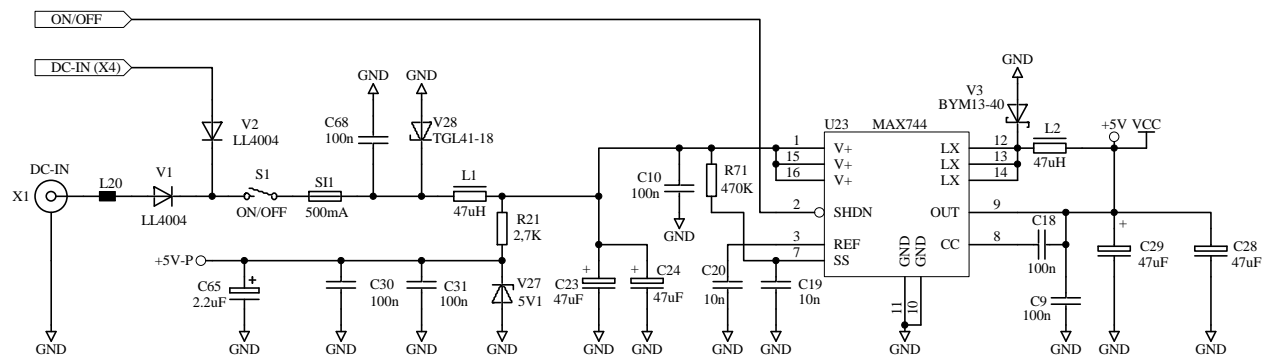 ON/OFF
DC-IN (X4)
GND
GND
GND
V3
BYM13-40
V2
LL4004
C68
100n
V28
TGL41-18
U23
MAX744
+5V
VCC
1
V+
LX
12
L2
15
V+
LX
13
47uH
16
V+
LX
14
DC-IN
X1
L20
V1
LL4004
S1
ON/OFF
SI1
500mA
L1
47uH
C10
100n
R71
470K
GND
2
SHDN
OUT
9
R21
2,7K
3
REF
CC
8
C18
100n
7
SS
GND
GND
+5V-P
C65
+
2.2uF
C30
100n
C31
100n
V27
5V1
C23
+
47uF
C24
+
47uF
C20
10n
C19
10n
11
10
C9
100n
+
C29
47uF
C28
47uF
GND
GND
GND
GND
GND
GND
GND
GND
GND
GND
GND
GND
GND